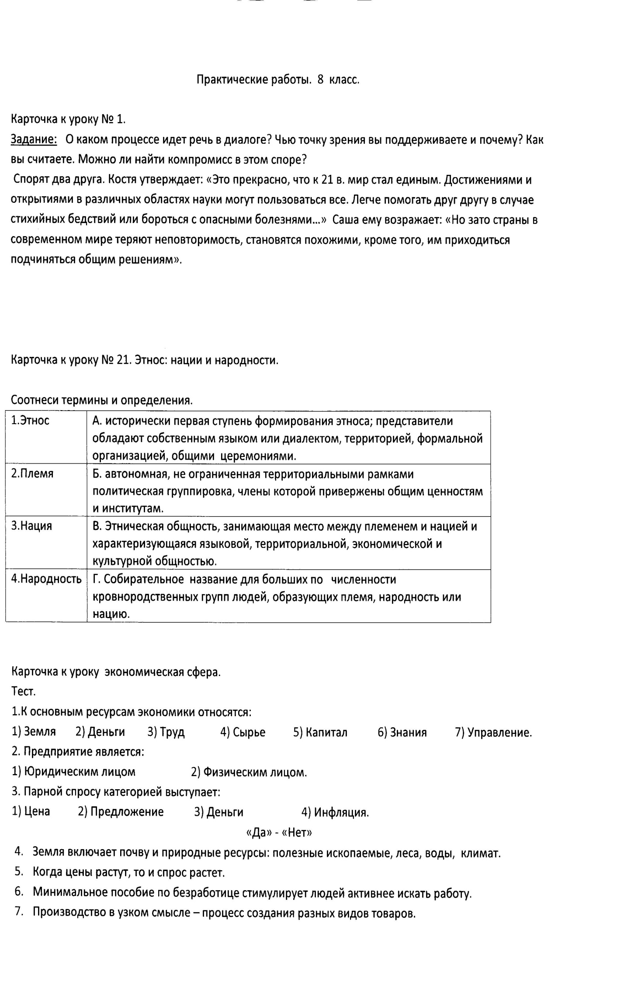 Практические работы. 8 класс.
Карточка к уроку № 1.
Задание: О каком процессе идет речь в диалоге? Чью точку зрения вы поддерживаете и почему? Как
вы считаете. Можно ли найти компромисс в этом споре?
Спорят два друга. Костя утверждает: «Это прекрасно, что к 21 в. мир стал единым. Достижениями и
открытиями в различных областях науки могут пользоваться все. Легче помогать друг другу в случае
стихийных бедствий или бороться с опасными болезнями...» Саша ему возражает: «Но зато страны в
современном мире теряют неповторимость, становятся похожими, кроме того, им приходиться
подчиняться общим решениям».
Карточка к уроку № 21. Этнос: нации и народности.
Соотнеси термины и определения.
1.Этнос
А. исторически первая ступень формирования этноса; представители
обладают собственным языком или диалектом, территорией, формальной
организацией, общими церемониями.
2.Племя
Б. автономная, не ограниченная территориальными рамками
политическая группировка, члены которой привержены общим ценностям
и институтам.
3.Нация
В. Этническая общность, занимающая место между племенем и нацией и
характеризующаяся языковой, территориальной, экономической и
культурной общностью.
4.Народность
Г. Собирательное название для больших по численности
кровнородственных групп людей, образующих племя, народность или
нацию.
Карточка к уроку экономическая сфера.
Тест.
1.К основным ресурсам экономики относятся:
1) Земля 2) Деньги 3) Труд 4) Сырье 5) Капитал 6) Знания 7) Управление.
2. Предприятие является:
1) Юридическим лицом 2) Физическим лицом.
3. Парной спросу категорией выступает:
1) Цена 2) Предложение 3) Деньги 4) Инфляция.
«Да» - «Нет»
4. Земля включает почву и природные ресурсы: полезные ископаемые, леса, воды, климат.
5. Когда цены растут, то и спрос растет.
6. Минимальное пособие по безработице стимулирует людей активнее искать работу.
7. Производство в узком смысле – процесс создания разных видов товаров.